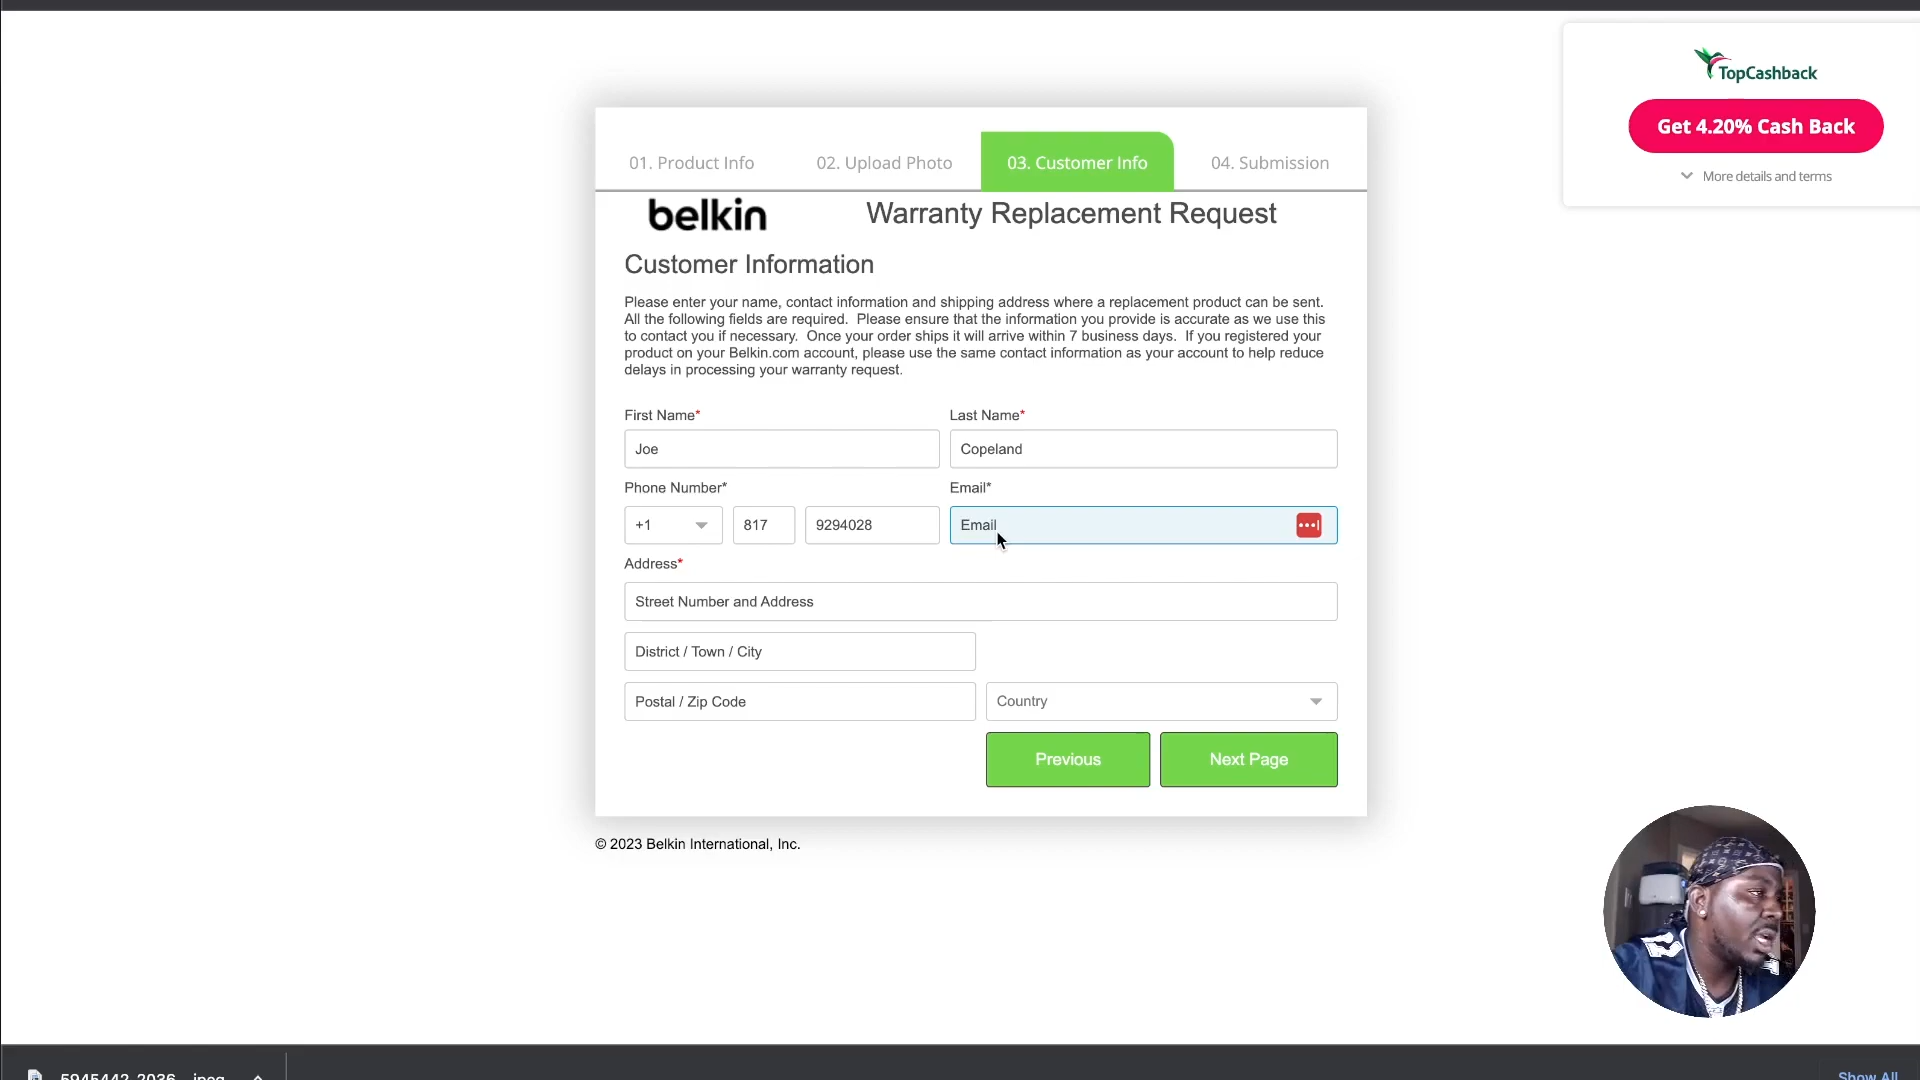 TopCashback
Get 4.20% Cash Back
More details and terms
01. Product Info
02. Upload Photo
03. Customer Info
04. Submission
belkin
Warranty Replacement Request
Customer Information
Please enter your name, contact information and shipping address where a replacement product can be sent.
All the following fields are required.  Please ensure that the information you provide is accurate as we use this
to contact you if necessary.  Once your order ships it will arrive within 7 business days.  If you registered your
product on your Belkin.com account, please use the same contact information as your account to help reduce
delays in processing your warranty request.
First Name*
Last Name*
Joe
Copeland
Phone Number*
Email*
+1
817
9294028
Email
Address*
Street Number and Address
District / Town / City
Postal / Zip Code
Country
Previous
Next Page
© 2023 Belkin International, Inc.
Show All